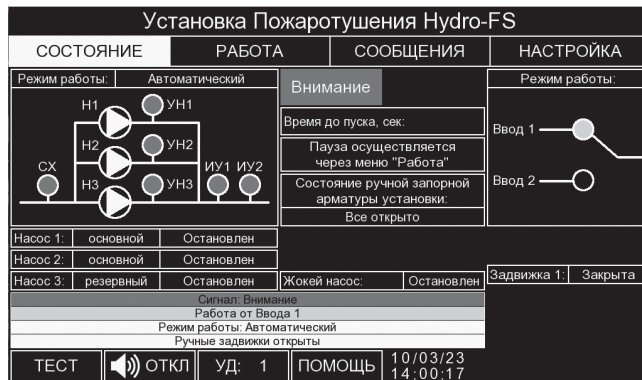 Установка Пожаротушения Hydro-FS
СОСТОЯНИЕ РАБОТА СООБЩЕНИЯ НАСТРОЙКА
Режим работы: Автоматический
Н1 УН1
Н2 УН2
СХ Н3 УН3 ИУ1 ИУ2
Внимание
Время до пуска, сек:
Пауза осуществляется
через меню "Работа"
Состояние ручной запорной
арматуры установки:
Все открыто
Режим работы:
Ввод 1
Ввод 2
Насос 1: основной Остановлен
Насос 2: основной Остановлен
Насос 3: резервный Остановлен
Жокей насос: Остановлен
Задвижка 1: Закрыта
Сигнал: Внимание
Работа от Ввода 1
Режим работы: Автоматический
Ручные задвижки открыты
ТЕСТ ОТКЛ УД: 1 ПОМОЩЬ 10/03/23
14:00:17